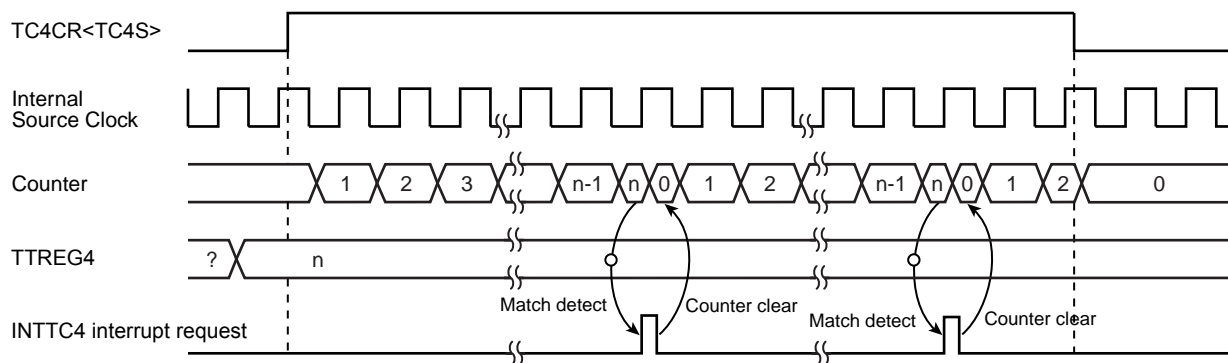 TC4CR<TC4S>
Internal
Source Clock
Counter
1 2 3 n-1 n 0 1 2 n-1 n 0 1 2 0
TTREG4
? n
Match detect Counter clear Match detect Counter clear
INTTC4 interrupt request